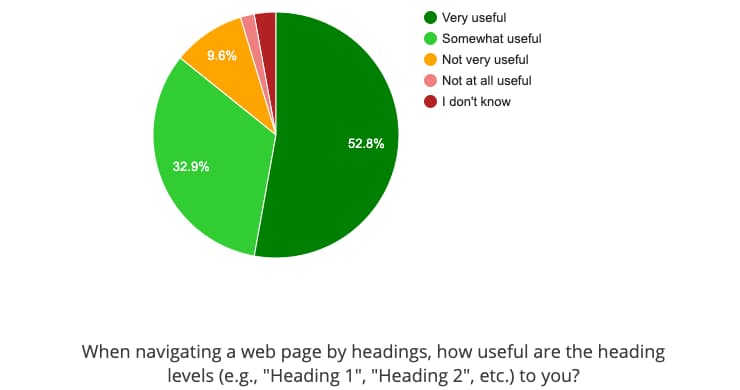 Very useful
Somewhat useful
Not very useful
Not at all useful
I don't know
9.6%
52.8%
32.9%
When navigating a web page by headings, how useful are the heading
levels (e.g., "Heading 1", "Heading 2", etc.) to you?